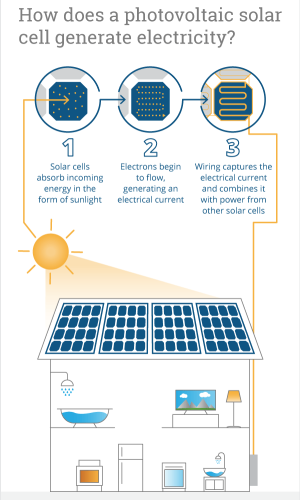 How does a photovoltaic solar
cell generate electricity?
1
Solar cells
absorb incoming
energy in the
form of sunlight
2
Electrons begin
to flow,
generating an
electrical current
3
Wiring captures the
electrical current
and combines it
with power from
other solar cells